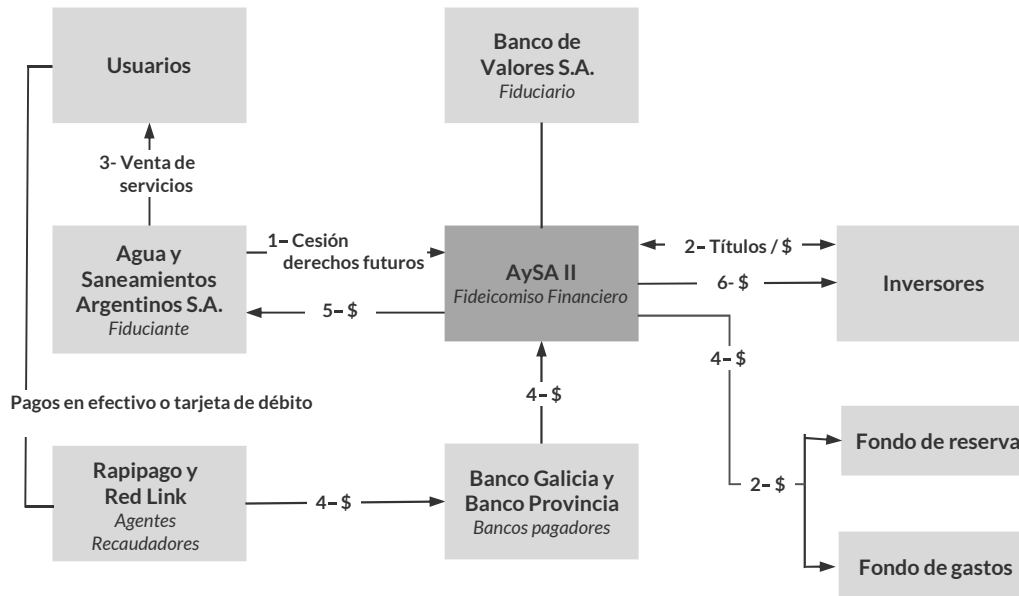 Usuarios
Banco de
Valores S.A.
Fiduciario
3- Venta de
servicios
Agua y
Saneamientos
Argentinos S.A.
Fiduciante
1– Cesión
derechos futuros
AySA II
Fideicomiso Financiero
2– Títulos / $
6- $
Inversores
5– $
4– $
4– $
Pagos en efectivo o tarjeta de débito
Rapipago y
Red Link
Agentes
Recaudadores
4– $
Banco Galicia y
Banco Provincia
Bancos pagadores
2– $
Fondo de reserva
Fondo de gastos